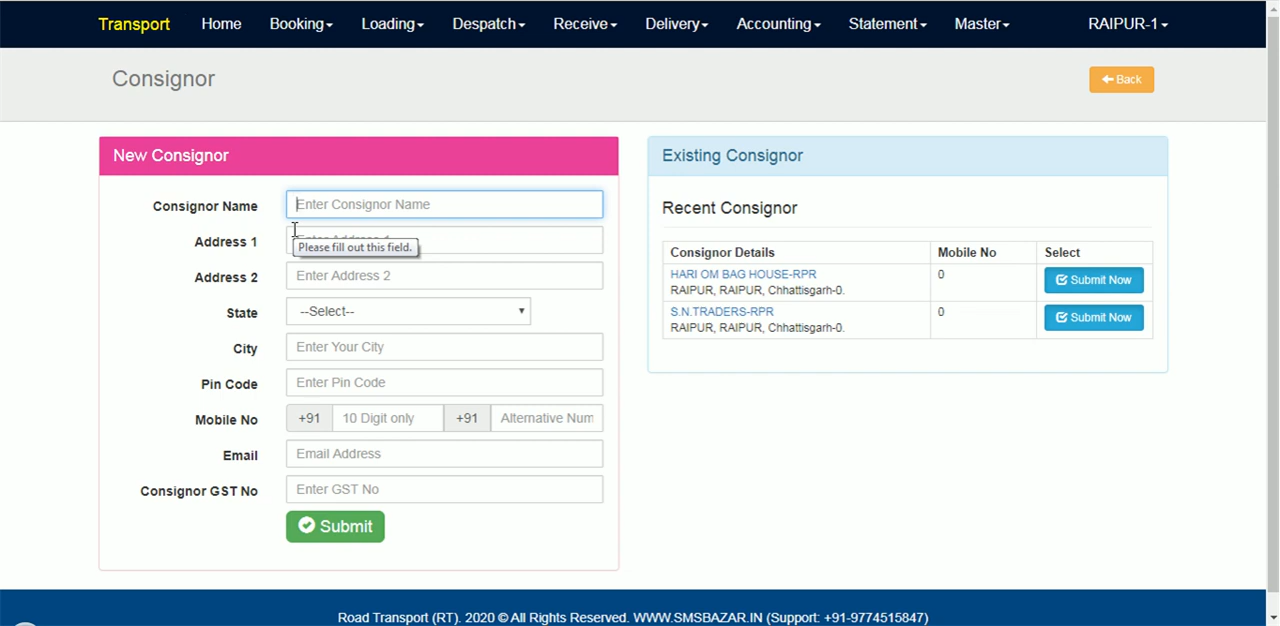 Transport Home Booking Loading Despatch Receive Delivery Accounting Statement Master RAIPUR-1
Consignor
Back
New Consignor
Consignor Name Enter Consignor Name
Address 1
Please fill out this field.
Address 2 Enter Address 2
State --Select--
City Enter Your City
Pin Code Enter Pin Code
Mobile No +91 10 Digit only +91 Alternative Num
Email Email Address
Consignor GST No Enter GST No
Submit
Existing Consignor
Recent Consignor
Consignor Details Mobile No Select
HARI OM BAG HOUSE-RPR 0 Submit Now
RAIPUR, RAIPUR, Chhattisgarh-0.
S.N.TRADERS-RPR 0 Submit Now
RAIPUR, RAIPUR, Chhattisgarh-0.
Road Transport (RT). 2020 © All Rights Reserved. WWW.SMSBAZAR.IN (Support: +91-9774515847)